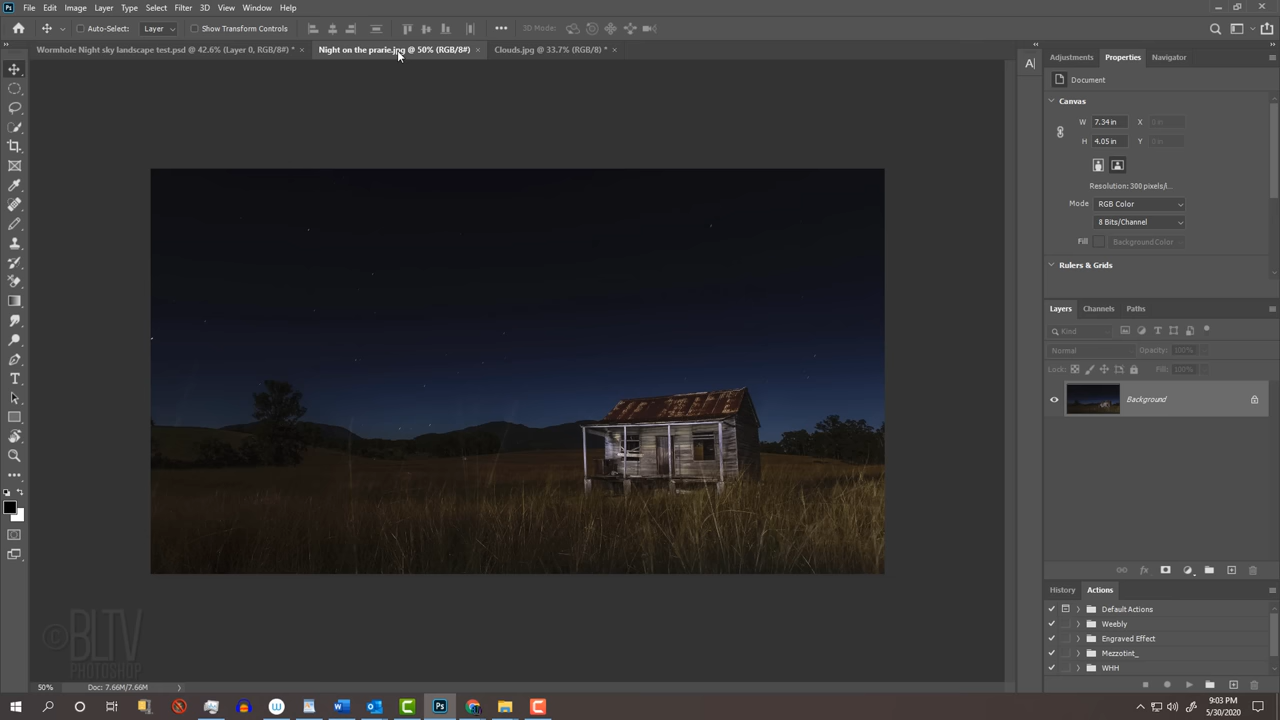 Ps File Edit Image Layer Type Select Filter 3D View Window Help
Auto-Select: Layer Show Transform Controls 3D Mode:
Wormhole Night sky landscape test.psd @ 42.6% (Layer 0, RGB/8#) * × Night on the prarie.jpg @ 50% (RGB/8#) × Clouds.jpg @ 33.7% (RGB/8) * ×
Adjustments Properties Navigator
Document
Canvas
W 7.34 in X 0 in
H 4.05 in Y 0 in
Resolution: 300 pixels/i...
Mode RGB Color
8 Bits/Channel
Fill Background Color
Rulers & Grids
Layers Channels Paths
Kind
Normal Opacity: 100%
Lock: Fill: 100%
Background
History Actions
Default Actions
Weebly
Engraved Effect
Mezzotint_
WHH
©BLTV
PHOTOSHOP
50% Doc: 7.66M/7.66M
9:03 PM
5/30/2020